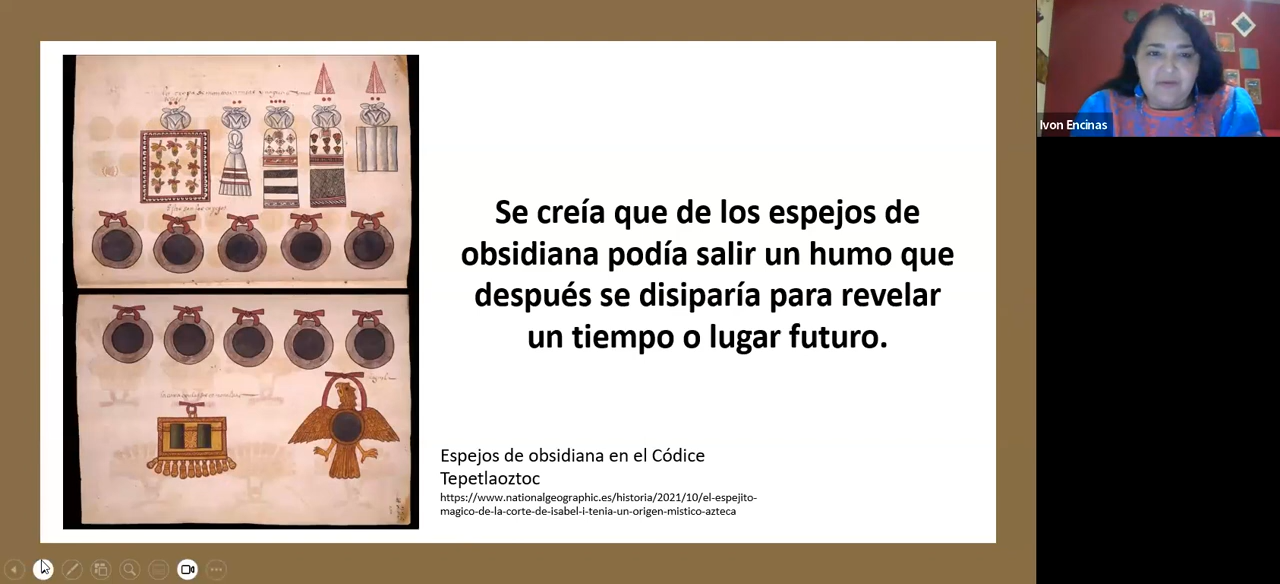 Se creía que de los espejos de
obsidiana podía salir un humo que
después se disiparía para revelar
un tiempo o lugar futuro.
Espejos de obsidiana en el Códice
Tepetlaoztoc
https://www.nationalgeographic.es/historia/2021/10/el-espejito-
magico-de-la-corte-de-isabel-i-tenia-un-origen-mistico-azteca
Ivon Encinas